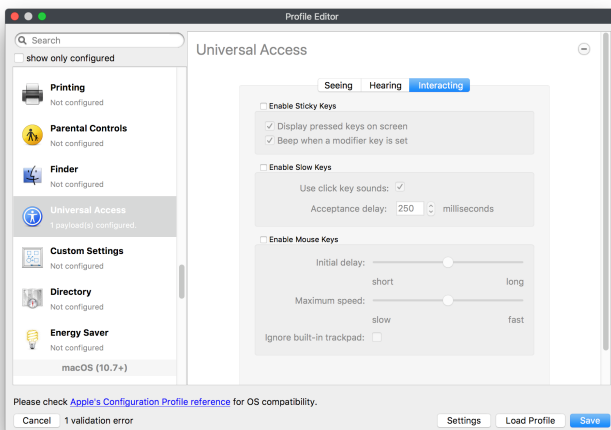 Profile Editor
Search
show only configured
Printing
Not configured
Parental Controls
Not configured
Finder
Not configured
Universal Access
1 payload(s) configured.
Custom Settings
Not configured
Directory
Not configured
Energy Saver
Not configured
macOS (10.7+)
Universal Access
Seeing Hearing Interacting
Enable Sticky Keys
Display pressed keys on screen
Beep when a modifier key is set
Enable Slow Keys
Use click key sounds:
Acceptance delay: 250 milliseconds
Enable Mouse Keys
Initial delay:
short long
Maximum speed:
slow fast
Ignore built-in trackpad:
Please check Apple's Configuration Profile reference for OS compatibility.
Cancel 1 validation error Settings Load Profile Save